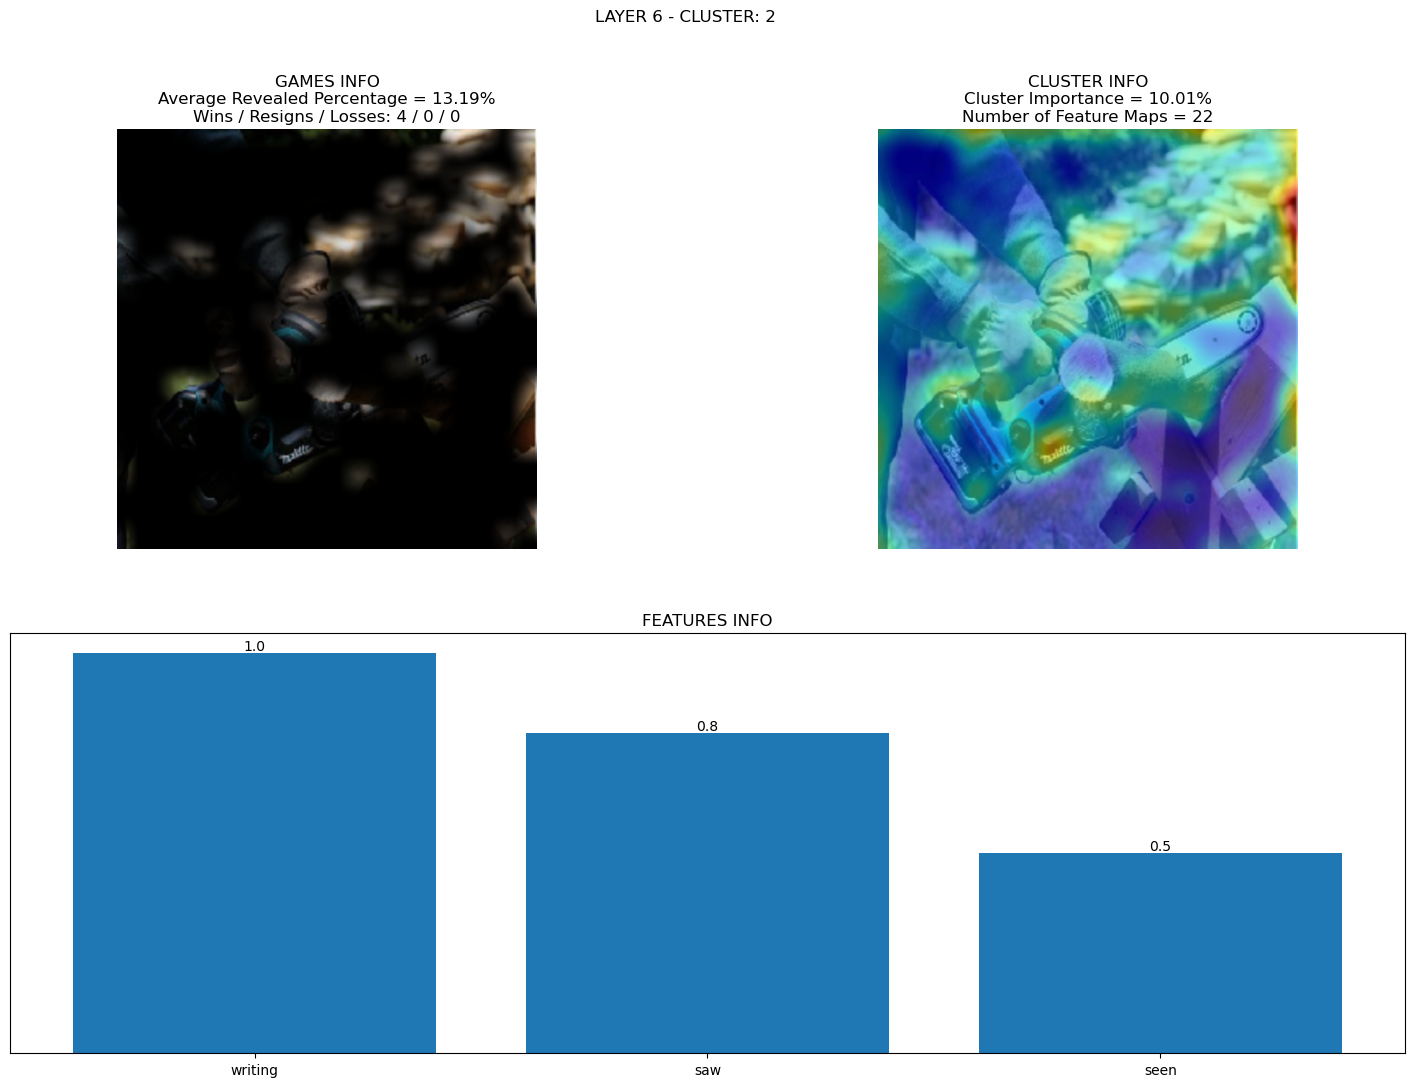 LAYER 6 - CLUSTER: 2
GAMES INFO
Average Revealed Percentage = 13.19%
Wins / Resigns / Losses: 4 / 0 / 0
CLUSTER INFO
Cluster Importance = 10.01%
Number of Feature Maps = 22
makita
makita
FEATURES INFO
1.0
0.8
0.5
writing
saw
seen